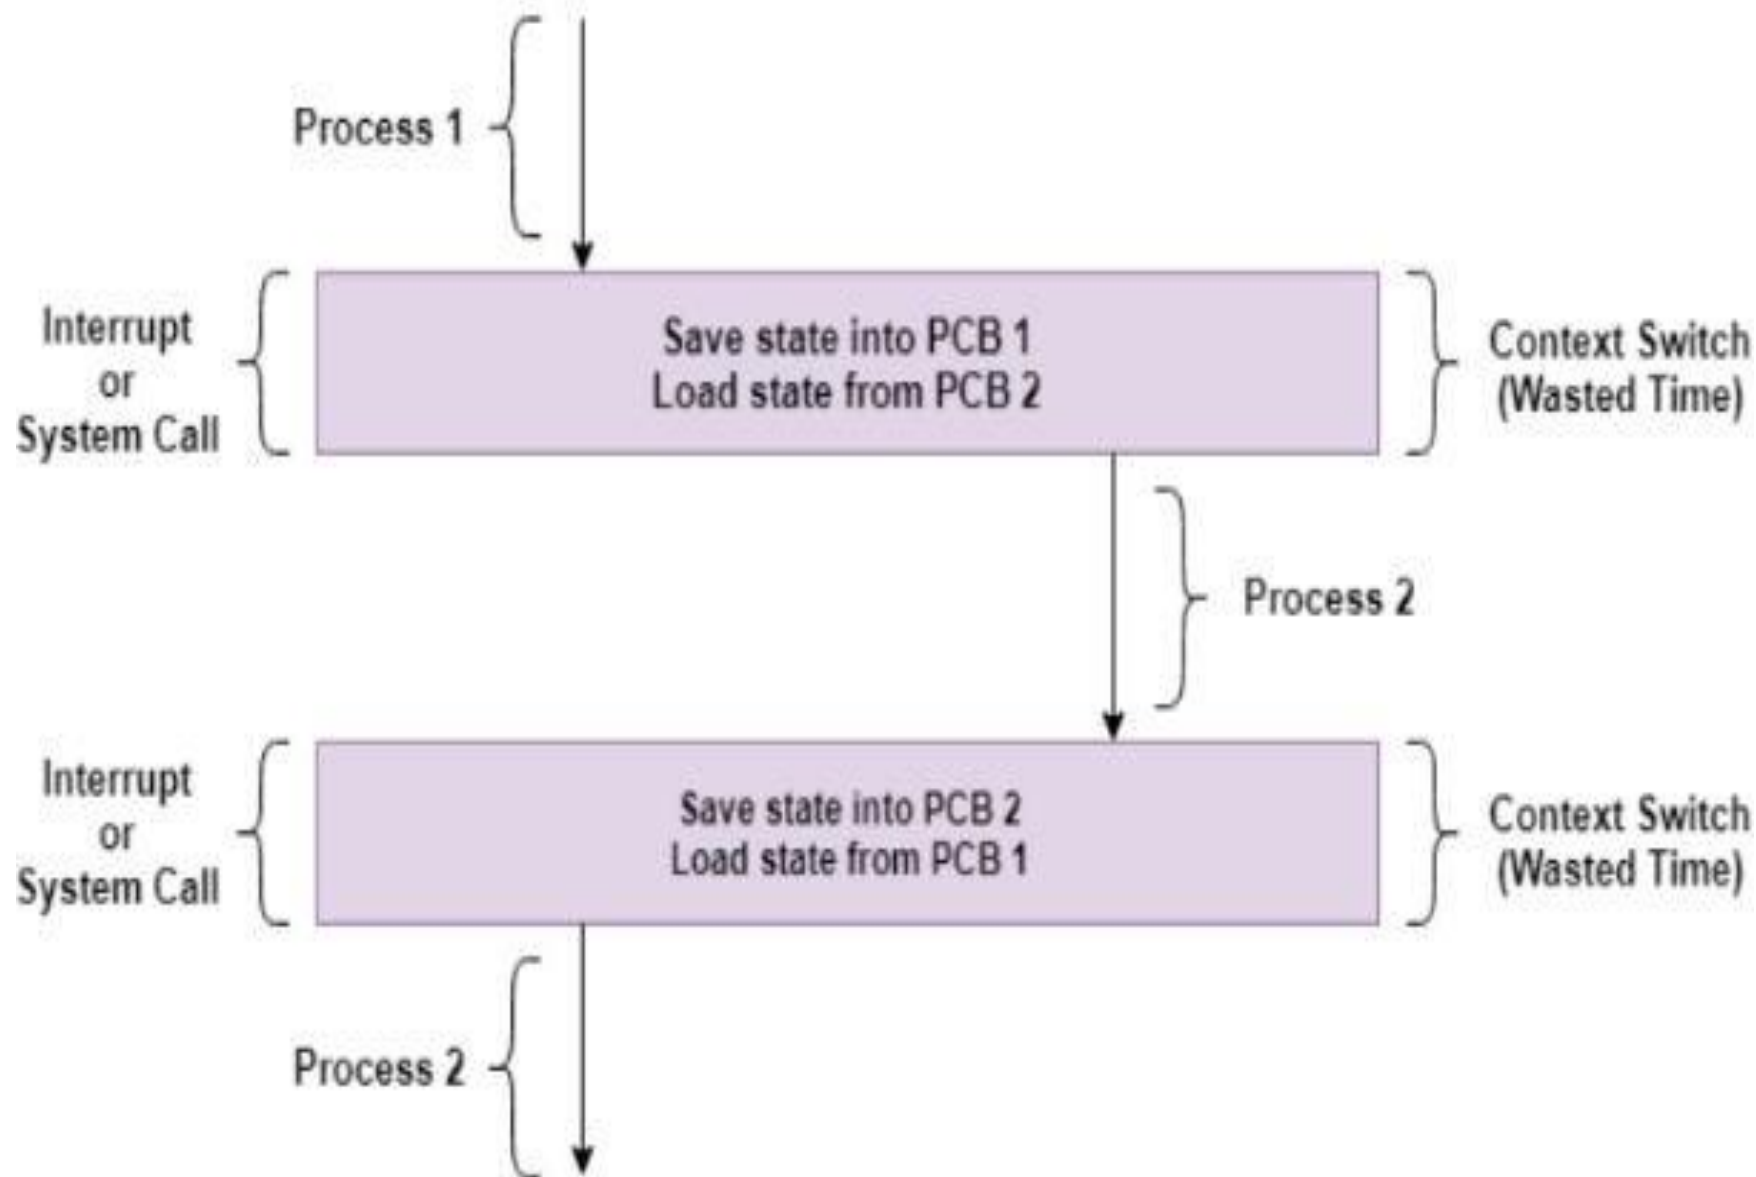 Process 1
Interrupt
or
System Call
Save state into PCB 1
Load state from PCB 2
Context Switch
(Wasted Time)
Process 2
Interrupt
or
System Call
Save state into PCB 2
Load state from PCB 1
Context Switch
(Wasted Time)
Process 2